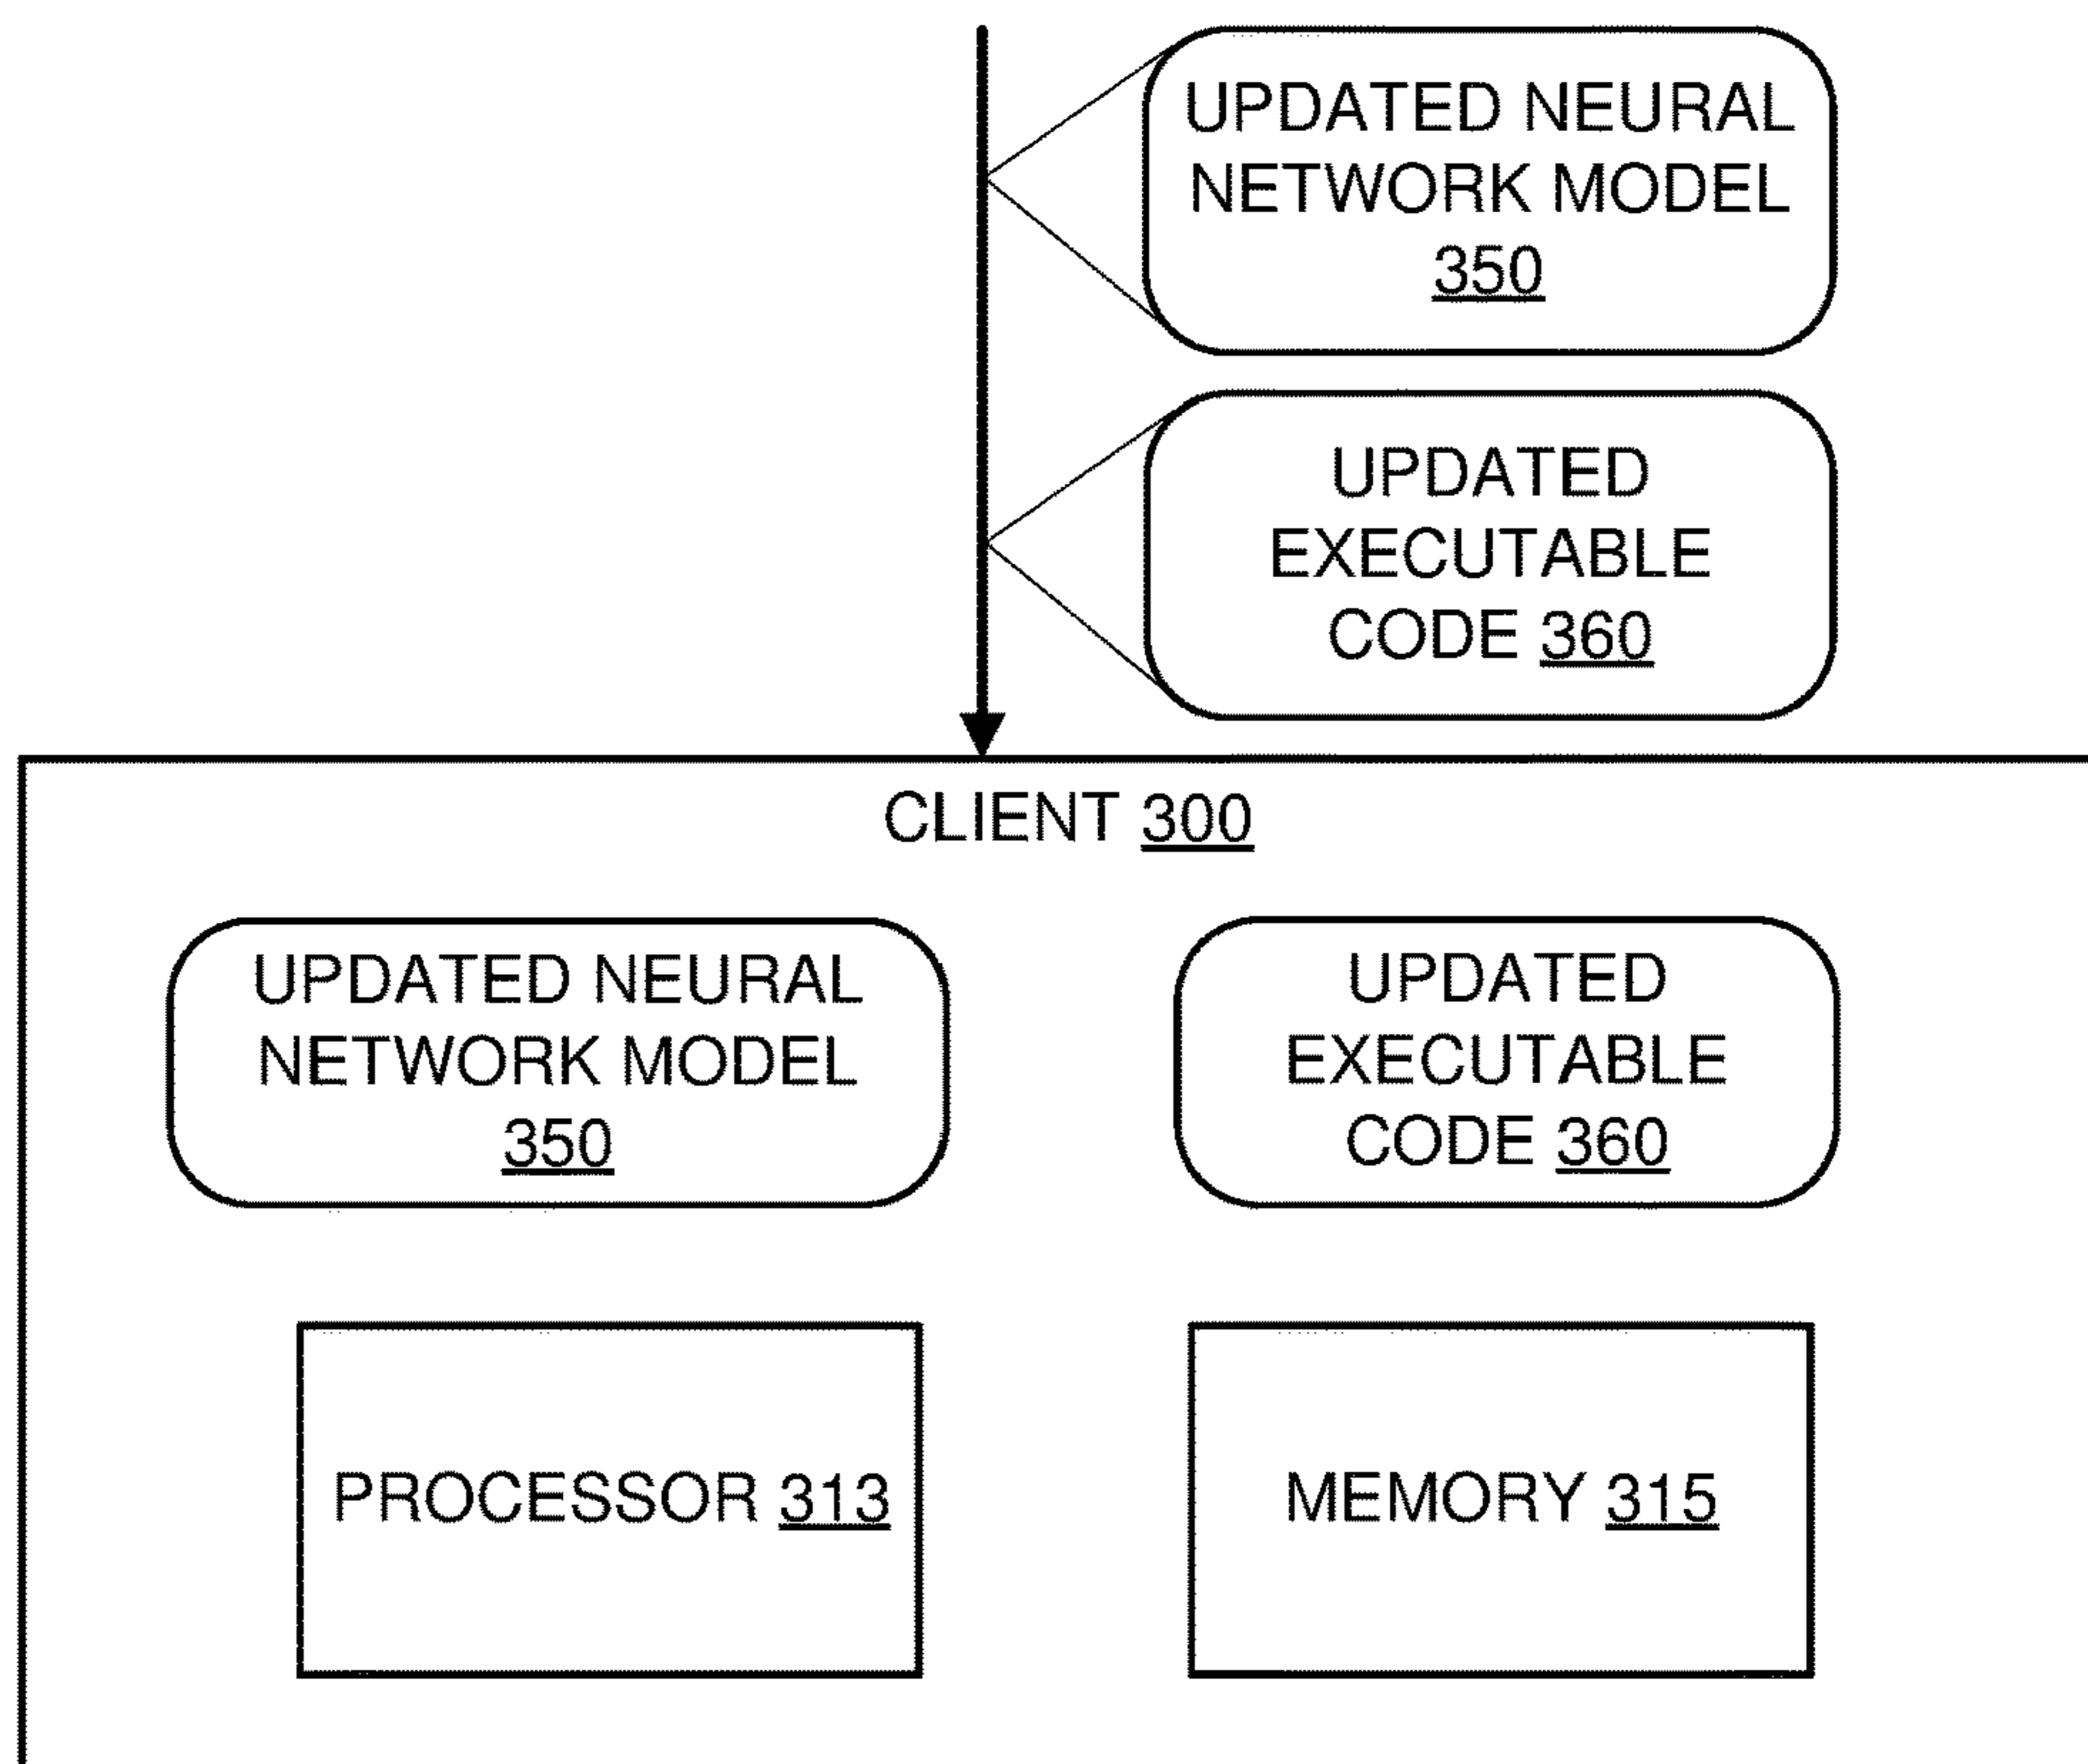 UPDATED NEURAL
NETWORK MODEL
350
UPDATED
EXECUTABLE
CODE 360
CLIENT 300
UPDATED NEURAL
NETWORK MODEL
350
UPDATED
EXECUTABLE
CODE 360
PROCESSOR 313
MEMORY 315